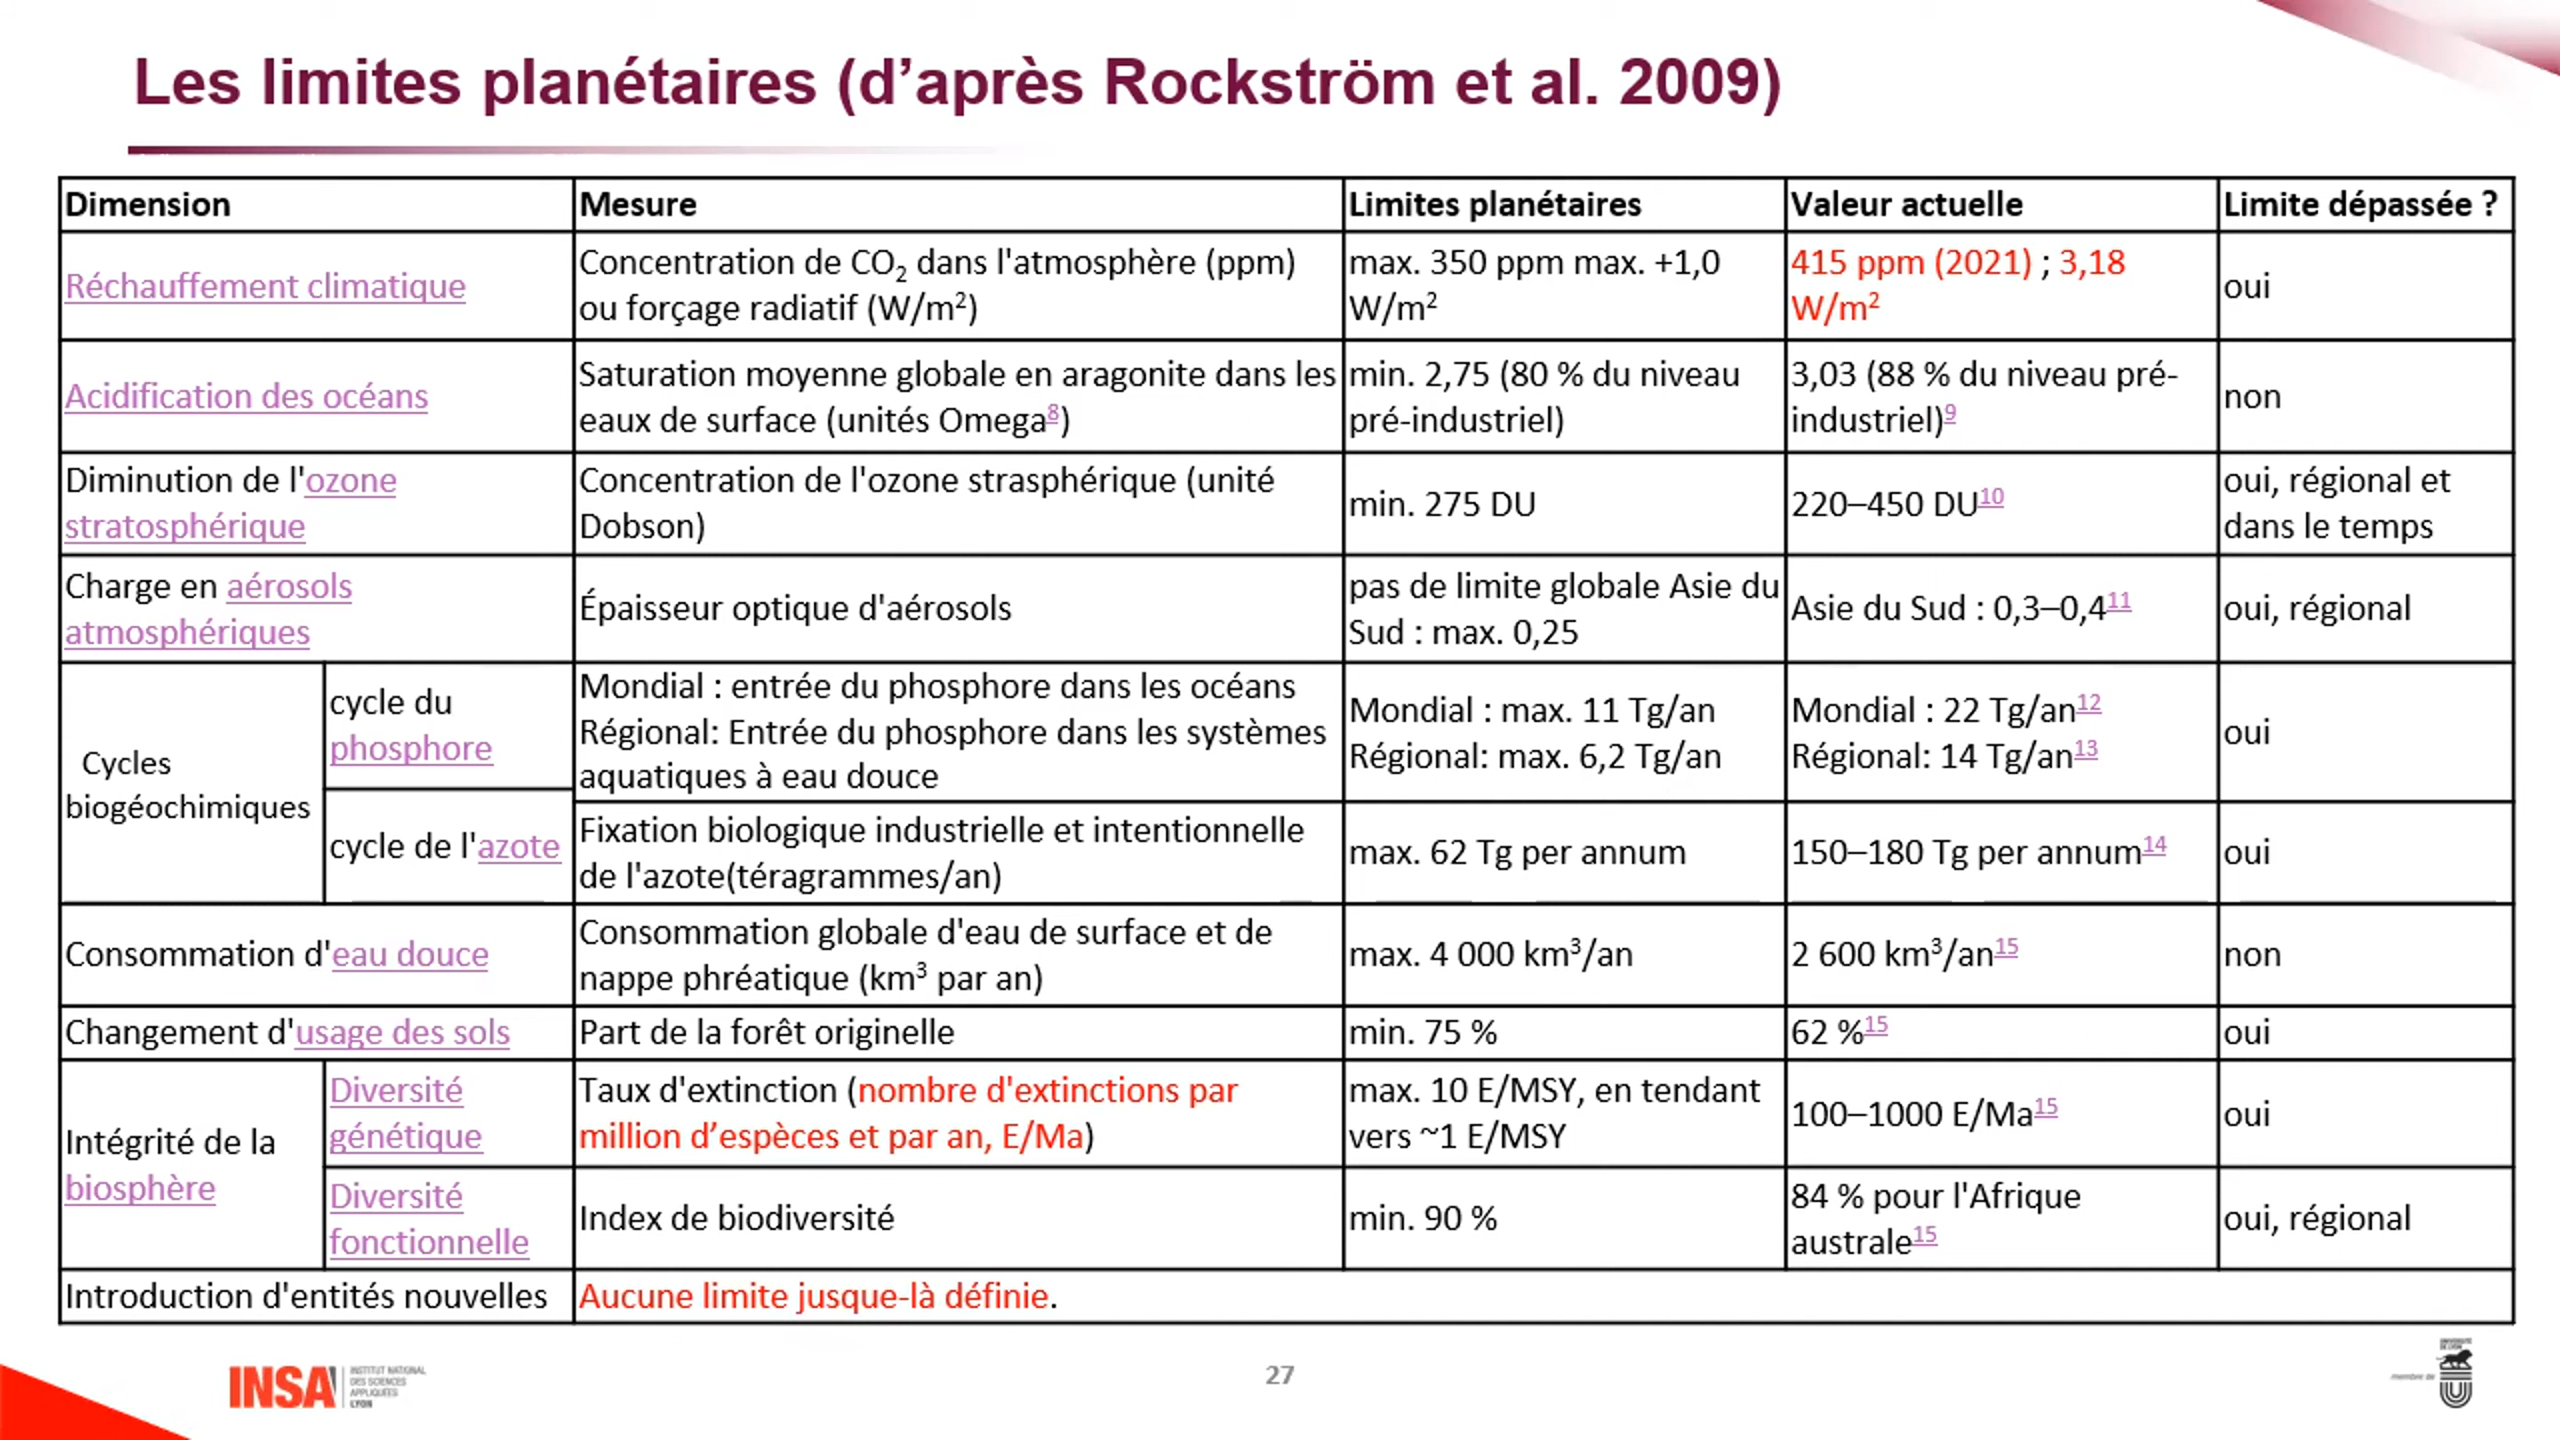 Les limites planétaires (d’après Rockström et al. 2009)
Dimension
Mesure
Limites planétaires
Valeur actuelle
Limite dépassée ?
Réchauffement climatique
Concentration de CO₂ dans l'atmosphère (ppm)
ou forçage radiatif (W/m²)
max. 350 ppm max. +1,0
W/m²
415 ppm (2021) ; 3,18
W/m²
oui
Acidification des océans
Saturation moyenne globale en aragonite dans les
eaux de surface (unités Omega⁸)
min. 2,75 (80 % du niveau
pré-industriel)
3,03 (88 % du niveau pré-
industriel)⁹
non
Diminution de l'ozone
stratosphérique
Concentration de l'ozone strasphérique (unité
Dobson)
min. 275 DU
220–450 DU¹⁰
oui, régional et
dans le temps
Charge en aérosols
atmosphériques
Épaisseur optique d'aérosols
pas de limite globale Asie du
Sud : max. 0,25
Asie du Sud : 0,3–0,4¹¹
oui, régional
Cycles
biogéochimiques
cycle du
phosphore
Mondial : entrée du phosphore dans les océans
Régional: Entrée du phosphore dans les systèmes
aquatiques à eau douce
Mondial : max. 11 Tg/an
Régional: max. 6,2 Tg/an
Mondial : 22 Tg/an¹²
Régional: 14 Tg/an¹³
oui
cycle de l'azote
Fixation biologique industrielle et intentionnelle
de l'azote(téragrammes/an)
max. 62 Tg per annum
150–180 Tg per annum¹⁴
oui
Consommation d'eau douce
Consommation globale d'eau de surface et de
nappe phréatique (km³ par an)
max. 4 000 km³/an
2 600 km³/an¹⁵
non
Changement d'usage des sols
Part de la forêt originelle
min. 75 %
62 %¹⁵
oui
Intégrité de la
biosphère
Diversité
génétique
Taux d'extinction (nombre d'extinctions par
million d’espèces et par an, E/Ma)
max. 10 E/MSY, en tendant
vers ~1 E/MSY
100–1000 E/Ma¹⁵
oui
Diversité
fonctionnelle
Index de biodiversité
min. 90 %
84 % pour l'Afrique
australe¹⁵
oui, régional
Introduction d'entités nouvelles
Aucune limite jusque-là définie.
INSA
INSTITUT NATIONAL
DES SCIENCES
APPLIQUÉES
LYON
27
UNIVERSITÉ
DE LYON
membre de